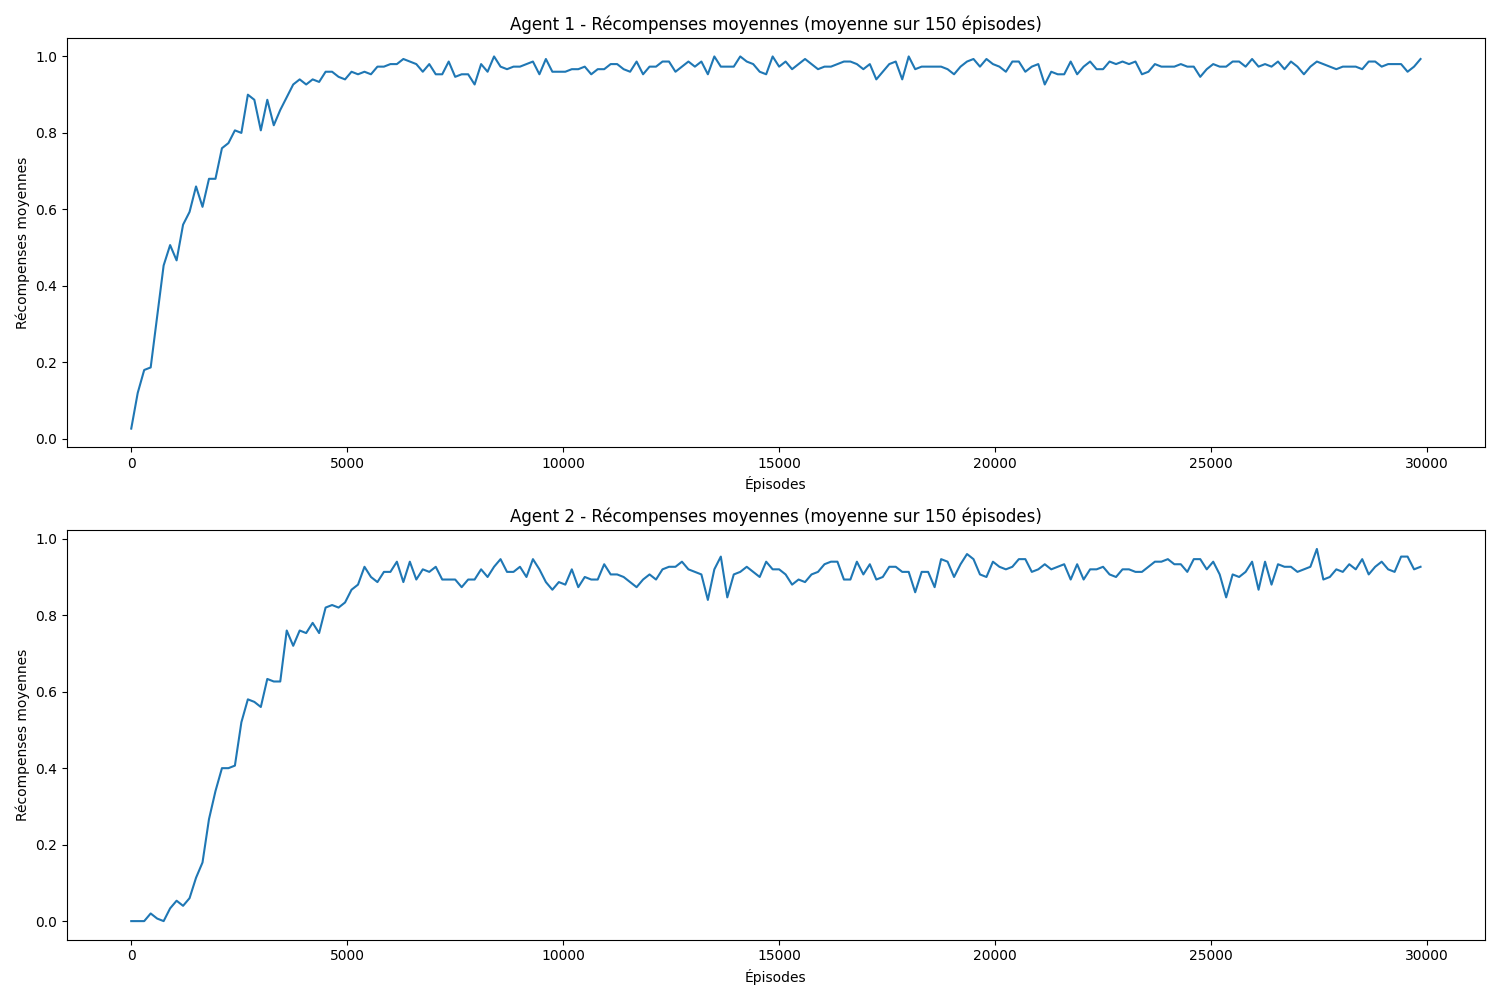 Agent 1 - Récompenses moyennes (moyenne sur 150 épisodes)
Récompenses moyennes
1.0
0.8
0.6
0.4
0.2
0.0
0 5000 10000 15000 20000 25000 30000
Épisodes
Agent 2 - Récompenses moyennes (moyenne sur 150 épisodes)
Récompenses moyennes
1.0
0.8
0.6
0.4
0.2
0.0
0 5000 10000 15000 20000 25000 30000
Épisodes